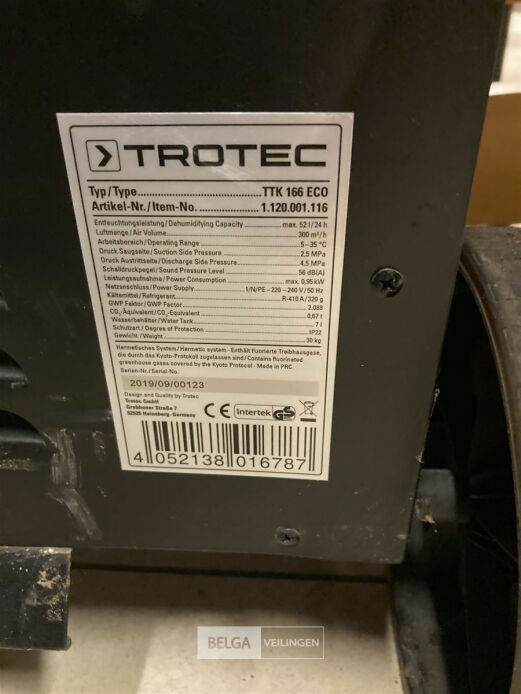 TROTEC
Typ/Type..............................TTK 166 ECO
Artikel-Nr./Item-No. ..................1.120.001.116
Entfeuchtungsleistung/Dehumidifying Capacity ........ max. 52 l/24 h
Luftmenge/Air Volume........ 300 m³/h
Arbeitsbereich/Operating Range ........ 5–35 °C
Druck Saugseite/Suction Side Pressure ........ 2,5 MPa
Druck Austrittseite/Discharge Side Pressure ........ 4,5 MPa
Schalldruckpegel/Sound Pressure Level ........ 56 dB(A)
Leistungsaufnahme/Power Consumption ........ max. 0,95 kW
Netzanschluss/Power Supply ........ 1/N/PE~220-240 V/50 Hz
Kältemittel/Refrigerant........ R-410A/320 g
GWP Faktor/GWP Factor ........ 2.088
CO₂-Äquivalent/CO₂-Equivalent ........ 0,67 t
Wasserbehälter/Water Tank........ 7 l
Schutzart/Degree of Protection ........ IP22
Gewicht/Weight ........ 30 kg
Hermetisches System/Hermetic system - Enthält fluorierte Treibhausgase,
die durch das Kyoto-Protokoll zugelassen sind/Contains fluorinated
greenhouse gases covered by the Kyoto Protocol - Made in PRC
Serien-Nr./Serial-No.
2019/09/00123
Design and Quality by Trotec
Trotec GmbH
Grebbener Straße 7
52525 Heinsberg-Germany
CE Intertek GS
4 052138 016787
BELGA VEILINGEN